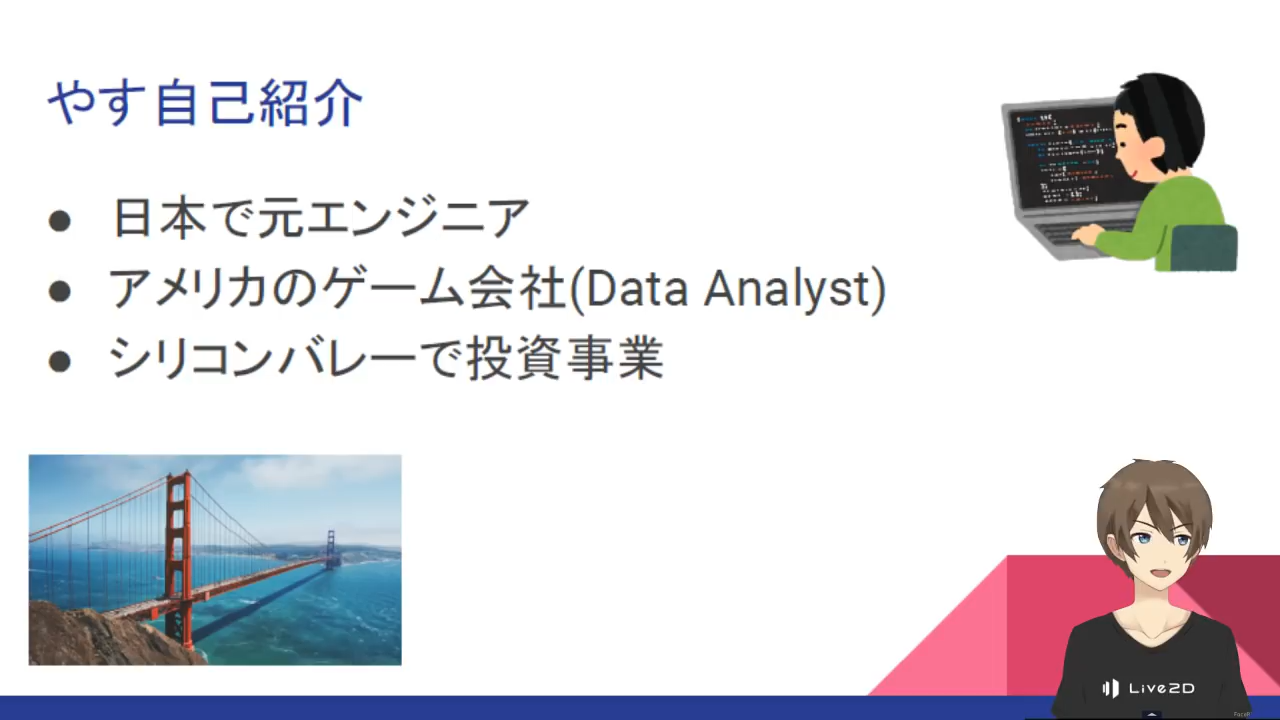 やす自己紹介
● 日本で元エンジニア
● アメリカのゲーム会社(Data Analyst)
● シリコンバレーで投資事業
Live2D